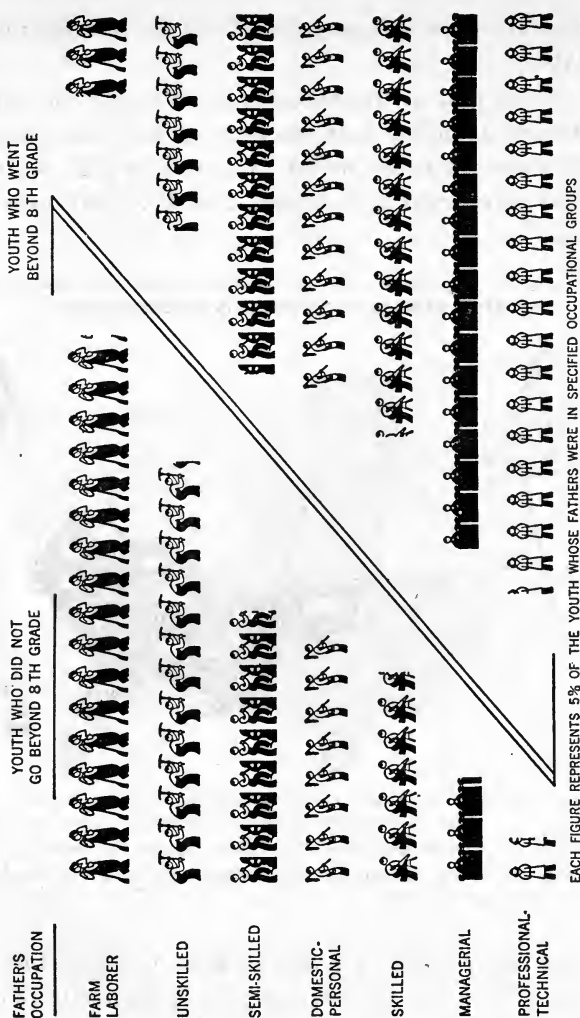 FATHER'S
OCCUPATION
YOUTH WHO DID NOT
GO BEYOND 8TH GRADE
YOUTH WHO WENT
BEYOND 8TH GRADE
FARM
LABORER
UNSKILLED
SEMI-SKILLED
DOMESTIC-
PERSONAL
SKILLED
MANAGERIAL
PROFESSIONAL-
TECHNICAL
EACH FIGURE REPRESENTS 5% OF THE YOUTH WHOSE FATHERS WERE IN SPECIFIED OCCUPATIONAL GROUPS